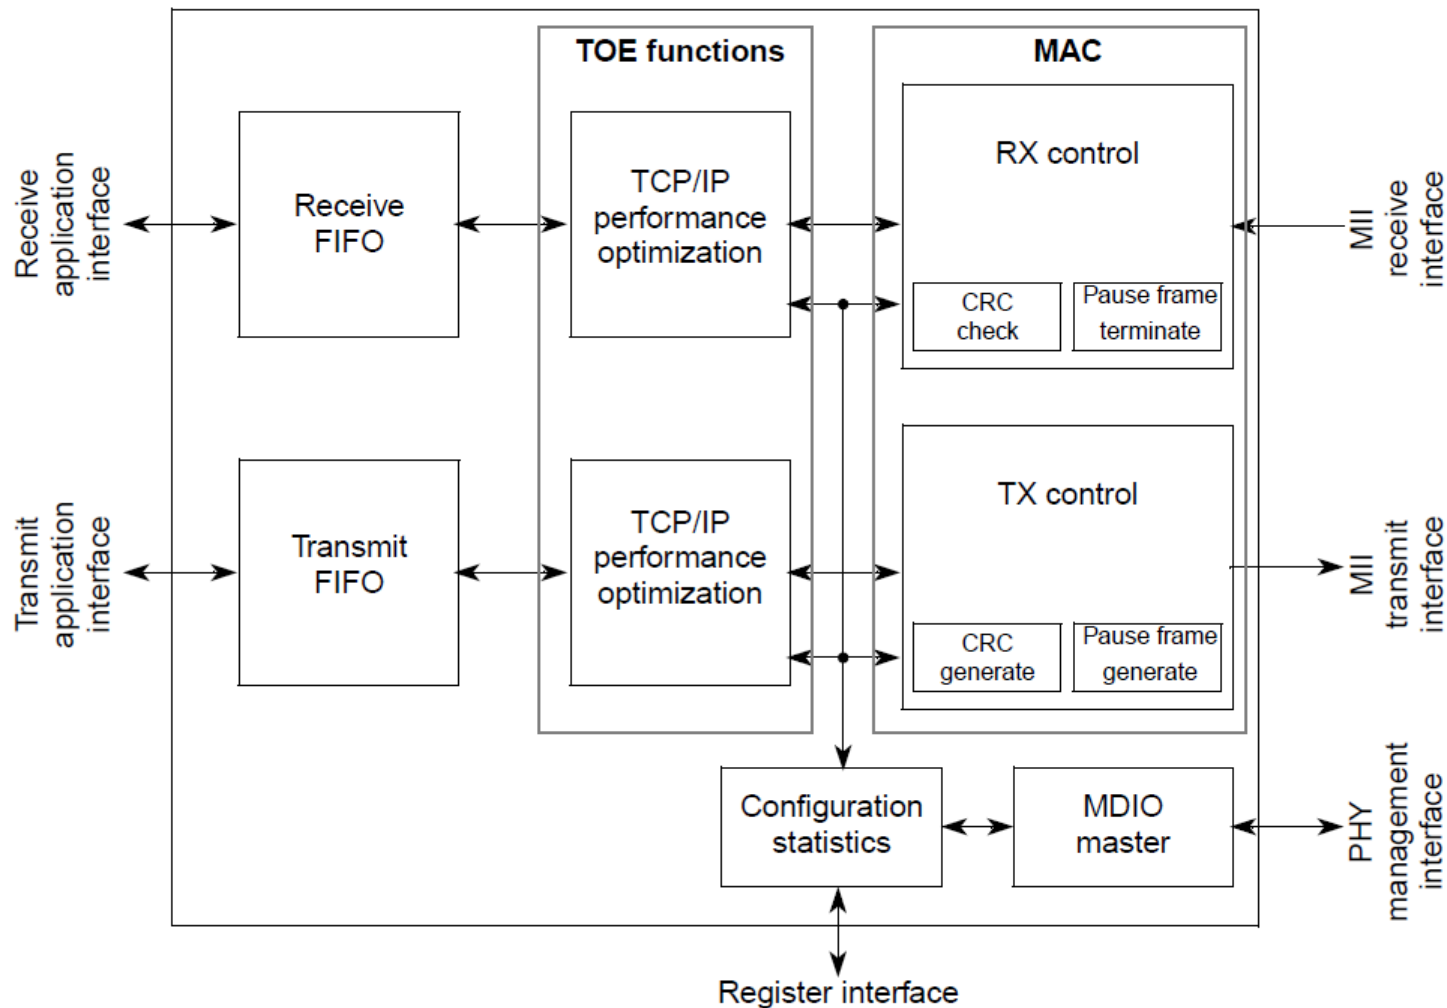 TOE functions
MAC
Receive
application
interface
Receive
FIFO
TCP/IP
performance
optimization
RX control
CRC
check
Pause frame
terminate
MII
receive
interface
Transmit
application
interface
Transmit
FIFO
TCP/IP
performance
optimization
TX control
CRC
generate
Pause frame
generate
MII
transmit
interface
Configuration
statistics
MDIO
master
PHY
management
interface
Register interface